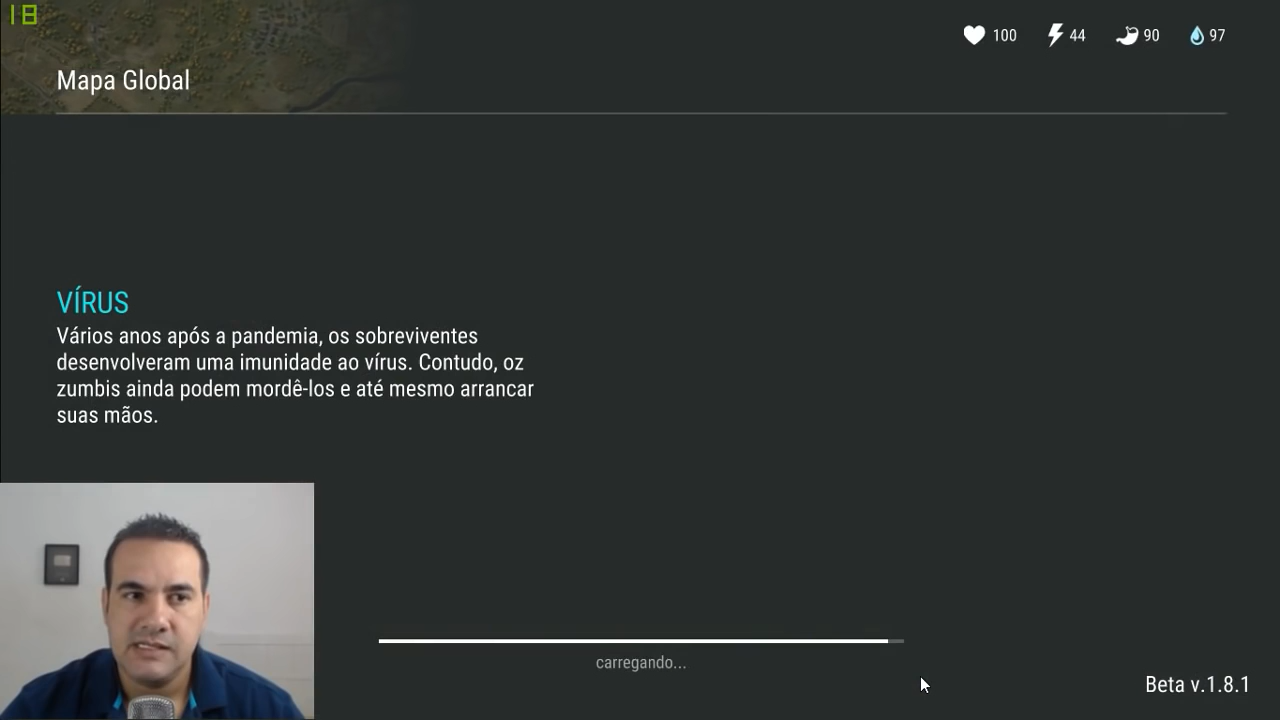 18
100 44 90 97
Mapa Global
VÍRUS
Vários anos após a pandemia, os sobreviventes
desenvolveram uma imunidade ao vírus. Contudo, oz
zumbis ainda podem mordê-los e até mesmo arrancar
suas mãos.
carregando...
Beta v.1.8.1